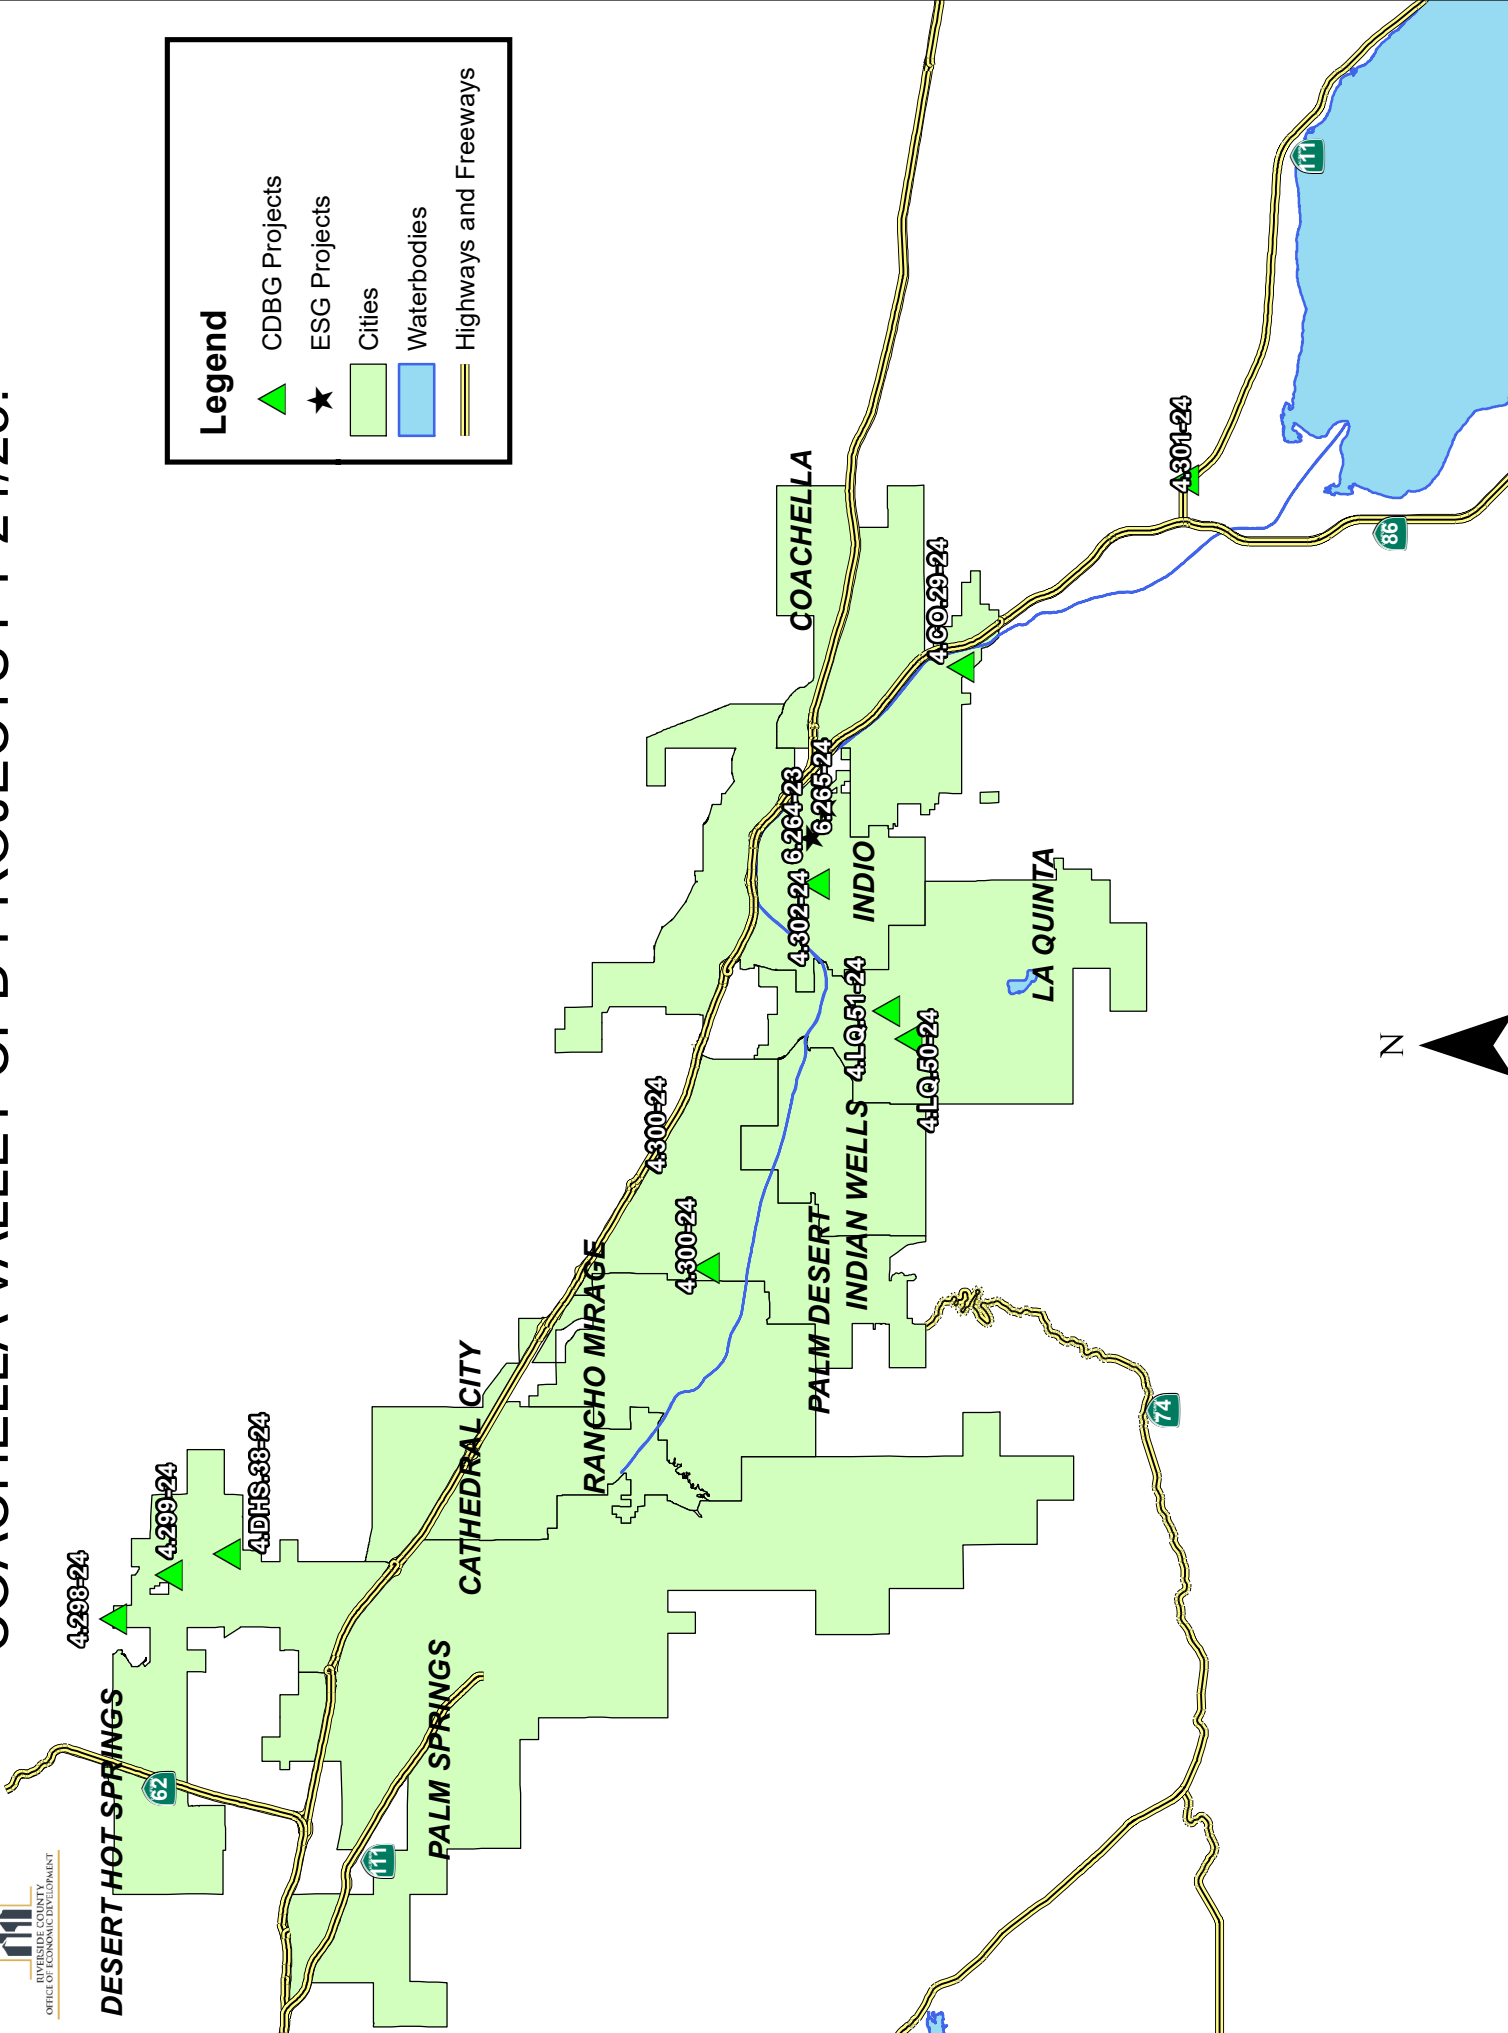 RIVERSIDE COUNTY
OFFICE OF ECONOMIC DEVELOPMENT
Legend
CDBG Projects
ESG Projects
Cities
Waterbodies
Highways and Freeways
DESERT HOT SPRINGS
62
4.298-24
4.299-24
4.DHS.38-24
111
PALM SPRINGS
CATHEDRAL CITY
RANCHO MIRAGE
4.300-24
4.300-24
PALM DESERT
INDIAN WELLS
4.LQ.51-24
4.LQ.50-24
4.302-24
6.264-23
6.265-24
INDIO
LA QUINTA
COACHELLA
4.CO.29-24
4.301-24
111
86
74
N